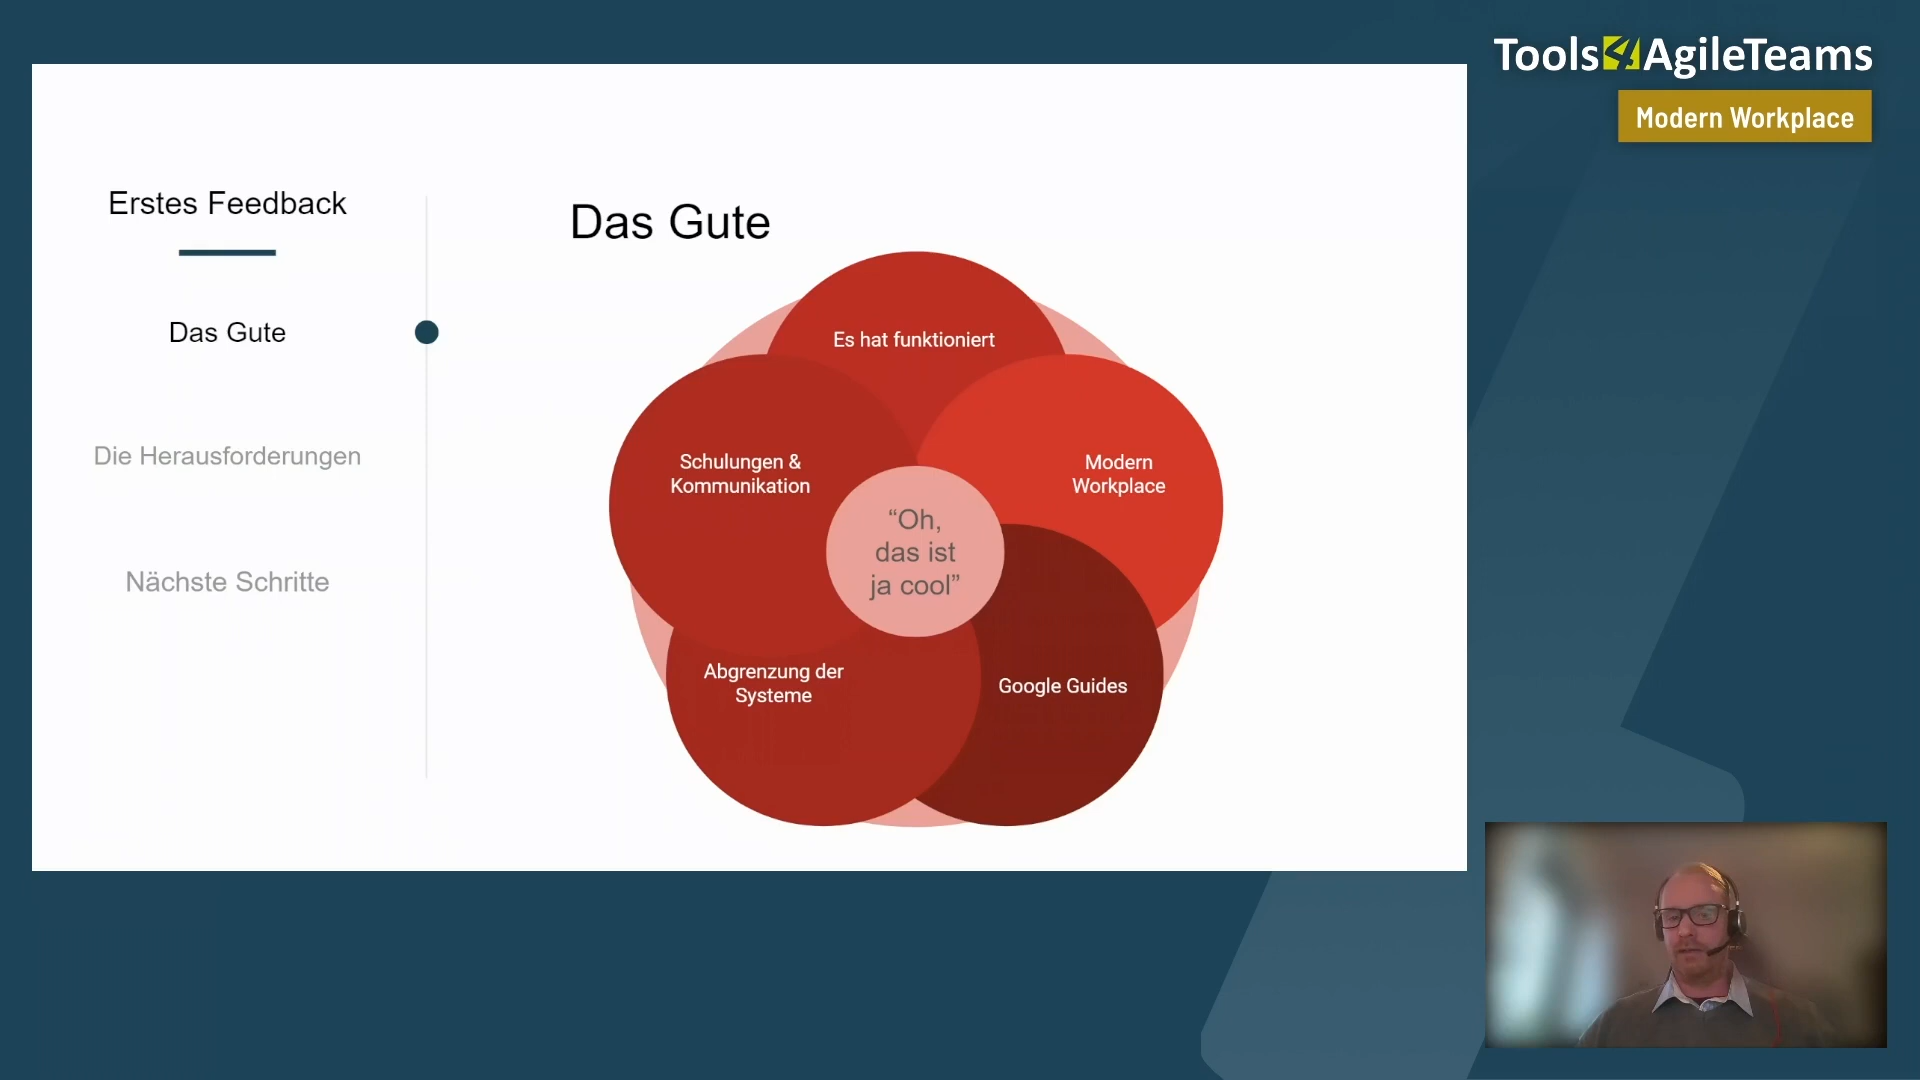 Tools4AgileTeams
Modern Workplace
Erstes Feedback
Das Gute
Die Herausforderungen
Nächste Schritte
Das Gute
Es hat funktioniert
Schulungen &
Kommunikation
Modern
Workplace
“Oh,
das ist
ja cool”
Abgrenzung der
Systeme
Google Guides